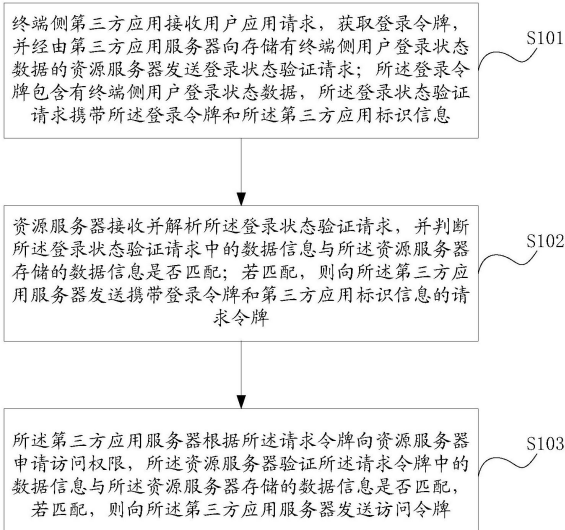 终端侧第三方应用接收用户应用请求，获取登录令牌，
并经由第三方应用服务器向存储有终端侧用户登录状态
数据的资源服务器发送登录状态验证请求；所述登录令
牌包含有终端侧用户登录状态数据，所述登录状态验证
请求携带所述登录令牌和所述第三方应用标识信息
S101
资源服务器接收并解析所述登录状态验证请求，并判断
所述登录状态验证请求中的数据信息与所述资源服务器
存储的数据信息是否匹配；若匹配，则向所述第三方应
用服务器发送携带登录令牌和第三方应用标识信息的请
求令牌
S102
所述第三方应用服务器根据所述请求令牌向资源服务器
申请访问权限，所述资源服务器验证所述请求令牌中的
数据信息与所述资源服务器存储的数据信息是否匹配，
若匹配，则向所述第三方应用服务器发送访问令牌
S103